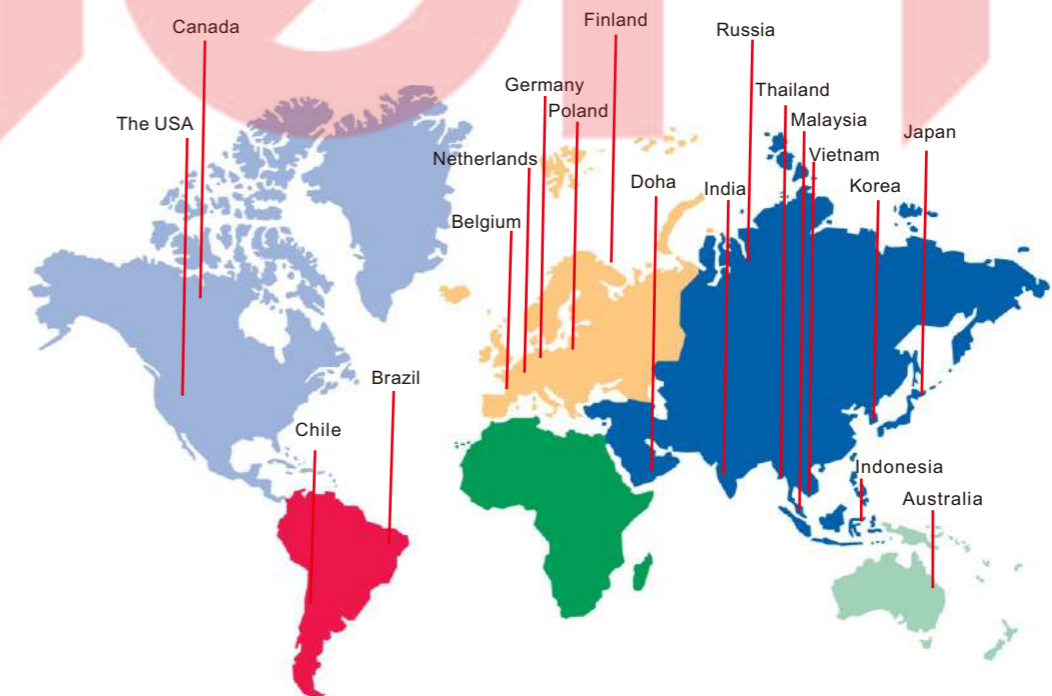 Finland
Canada
Russia
Germany
Thailand
Poland
Malaysia
The USA
Japan
Vietnam
Netherlands
Doha
India
Korea
Belgium
Brazil
Chile
Indonesia
Australia